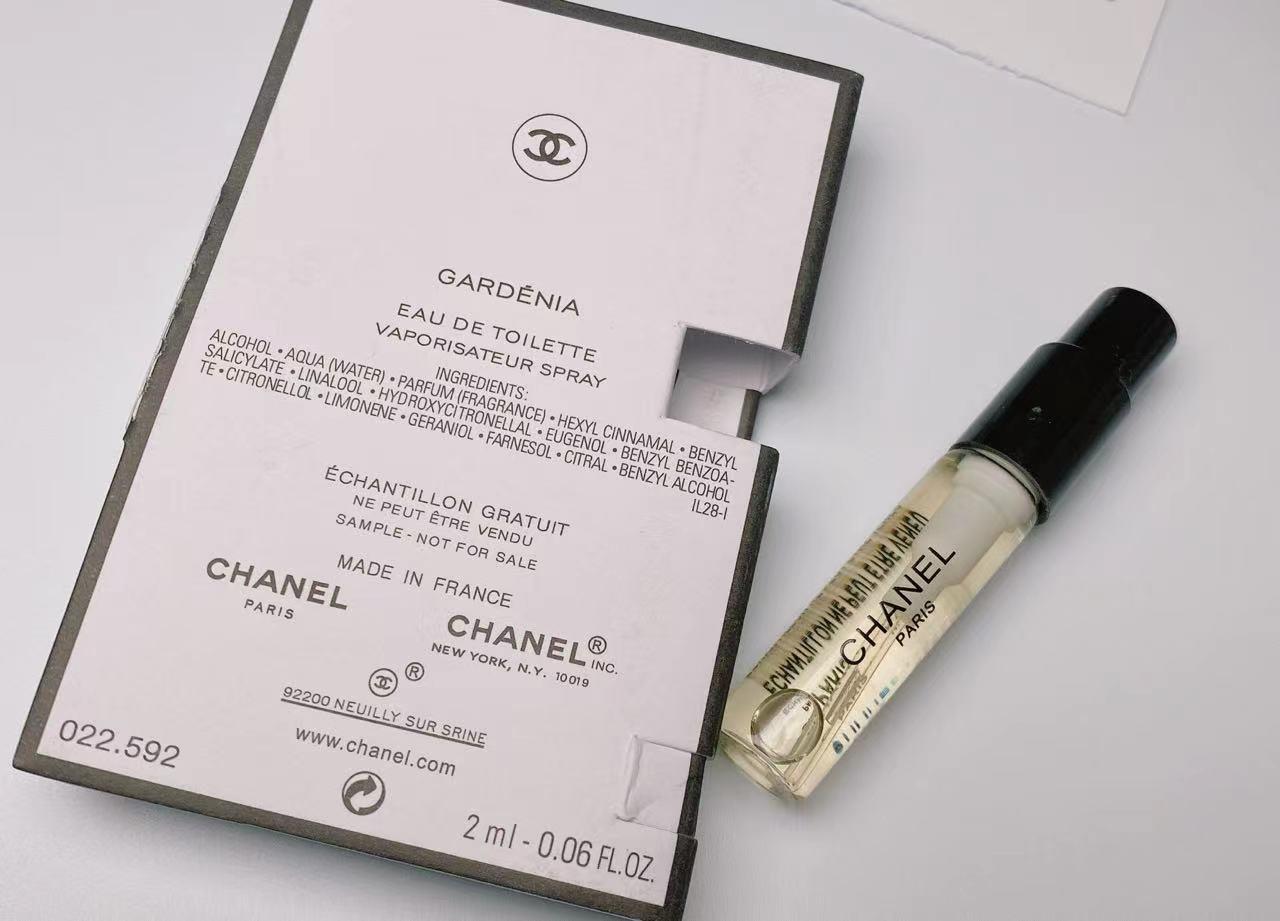 GARDÉNIA
EAU DE TOILETTE
VAPORISATEUR SPRAY
INGREDIENTS:
ALCOHOL • AQUA (WATER) • PARFUM (FRAGRANCE) • HEXYL CINNAMAL • BENZYL
SALICYLATE • LINALOOL • HYDROXYCITRONELLAL • EUGENOL • BENZYL BENZOA-
TE • CITRONELLOL • LIMONENE • GERANIOL • FARNESOL • CITRAL • BENZYL ALCOHOL
IL28-I
ÉCHANTILLON GRATUIT
NE PEUT ÊTRE VENDU
SAMPLE - NOT FOR SALE
MADE IN FRANCE
CHANEL
PARIS
CHANEL® INC.
NEW YORK, N.Y. 10019
®
92200 NEUILLY SUR SRINE
www.chanel.com
022.592
2 ml - 0.06 FL.OZ.
CHANEL
PARIS